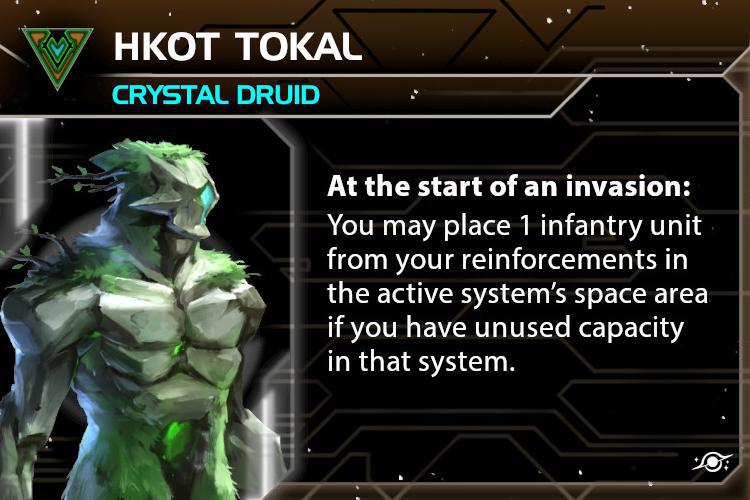 HKOT TOKAL
CRYSTAL DRUID
At the start of an invasion:
You may place 1 infantry unit
from your reinforcements in
the active system’s space area
if you have unused capacity
in that system.